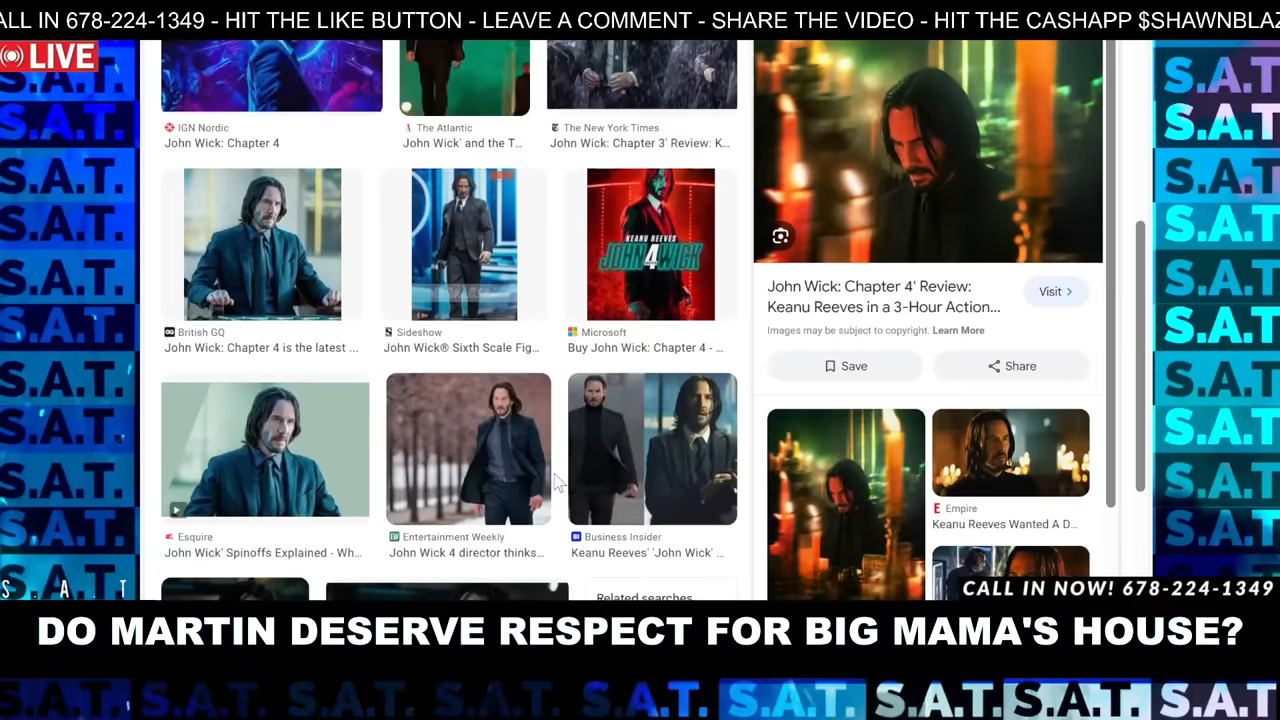 ALL IN 678-224-1349 - HIT THE LIKE BUTTON - LEAVE A COMMENT - SHARE THE VIDEO - HIT THE CASHAPP $SHAWNBLAZ
LIVE
IGN Nordic
John Wick: Chapter 4
The Atlantic
John Wick' and the T...
The New York Times
John Wick: Chapter 3' Review: K...
KEANU REEVES
JOHN WICK 4
British GQ
John Wick: Chapter 4 is the latest ...
Sideshow
John Wick® Sixth Scale Fig...
Microsoft
Buy John Wick: Chapter 4 - ...
Esquire
John Wick' Spinoffs Explained - Wh...
Entertainment Weekly
John Wick 4 director thinks...
Business Insider
Keanu Reeves' 'John Wick' ...
Related searches
John Wick: Chapter 4' Review:
Keanu Reeves in a 3-Hour Action...
Visit
Images may be subject to copyright. Learn More
Save
Share
Empire
Keanu Reeves Wanted A D...
S.A.T.
S.A.T.
S.A.T.
S.A.T.
S.A.T.
S.A.T.
S.A.T.
S.A.T.
S.A.T.
S.A.T.
S.A.T.
S.A.T
S.A.T
S.A.T
S.A.T
S.A.T
S.A.T
S.A.T
S.A.T
S.A.T
S.A.T
S . A . T
CALL IN NOW! 678-224-1349
DO MARTIN DESERVE RESPECT FOR BIG MAMA'S HOUSE?
S.A.T. S.A.T. S.A.T. S.A.T. S.A.T. S.A.T. S.A.T. S.A.T. S.A.T